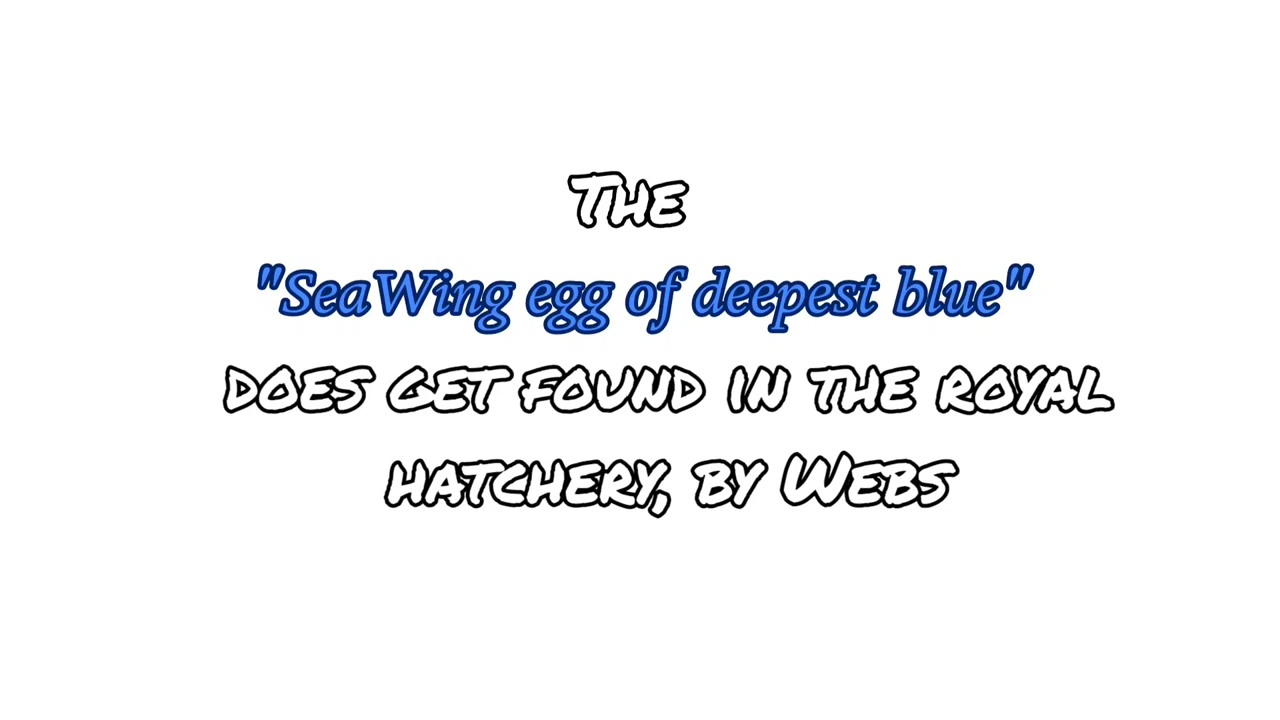 The
"SeaWing egg of deepest blue"
does get found in the royal
hatchery, by Webs